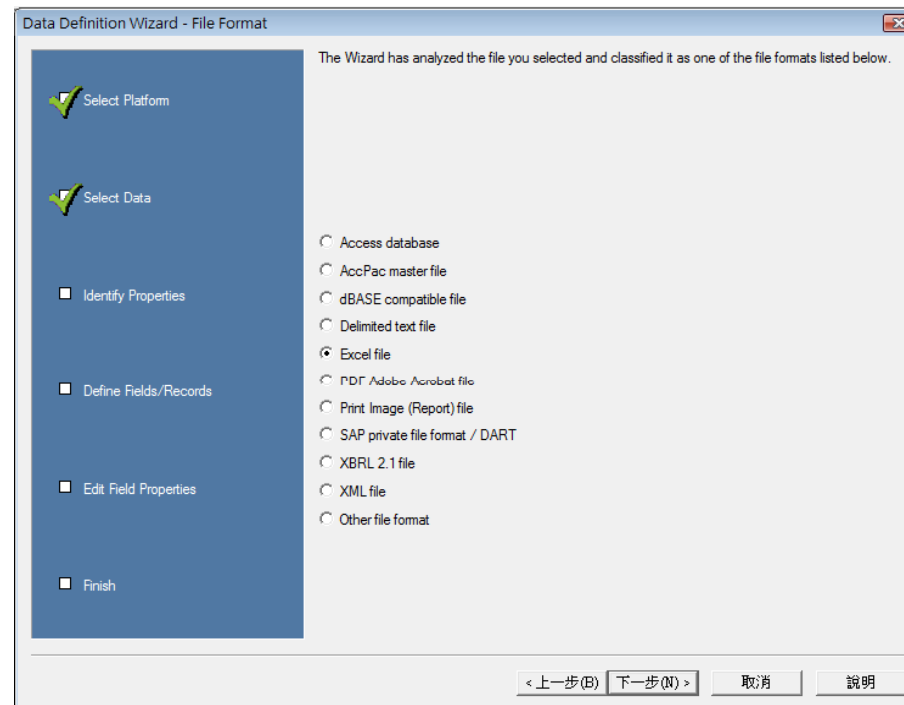 Data Definition Wizard - File Format
The Wizard has analyzed the file you selected and classified it as one of the file formats listed below.
Select Platform
Select Data
Identify Properties
Define Fields/Records
Edit Field Properties
Finish
Access database
AccPac master file
dBASE compatible file
Delimited text file
Excel file
PDF Adobe Acrobat file
Print Image (Report) file
SAP private file format / DART
XBRL 2.1 file
XML file
Other file format
<上一步(B)
下一步(N)>
取消
說明